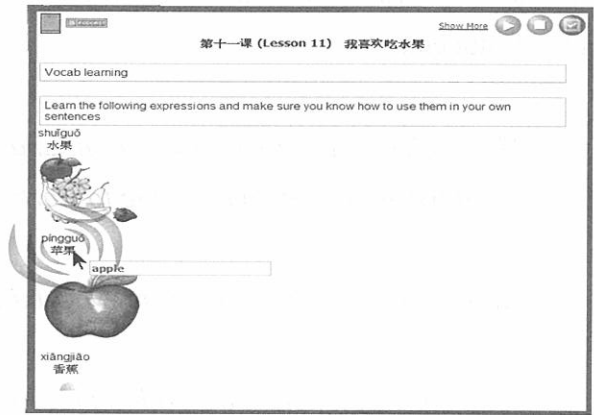 Show More
第十一课 (Lesson 11) 我喜欢吃水果
Vocab learning
Learn the following expressions and make sure you know how to use them in your own
sentences
shuǐguǒ
水果
píngguǒ
苹果
apple
xiāngjiāo
香蕉